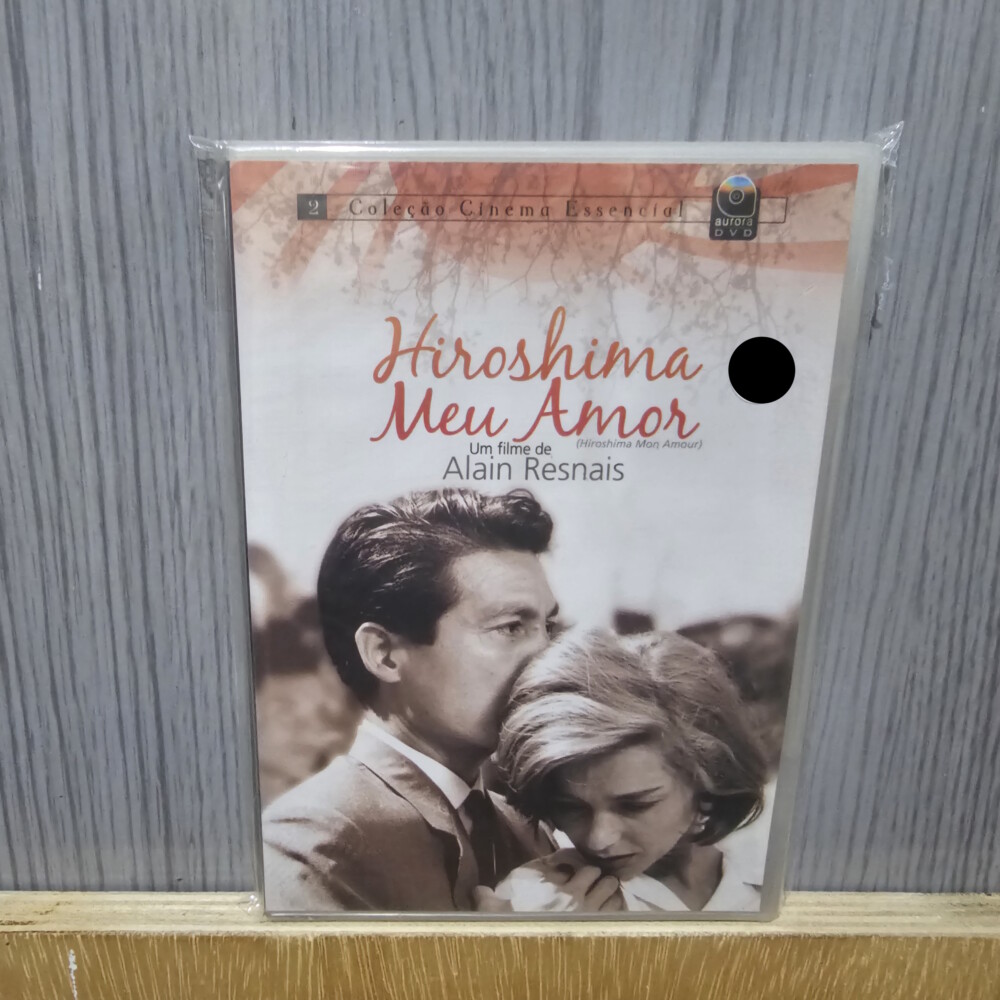 2 Coleção Cinema Essencial
aurora
DVD
Hiroshima
Meu Amor
(Hiroshima Mon Amour)
Um filme de
Alain Resnais